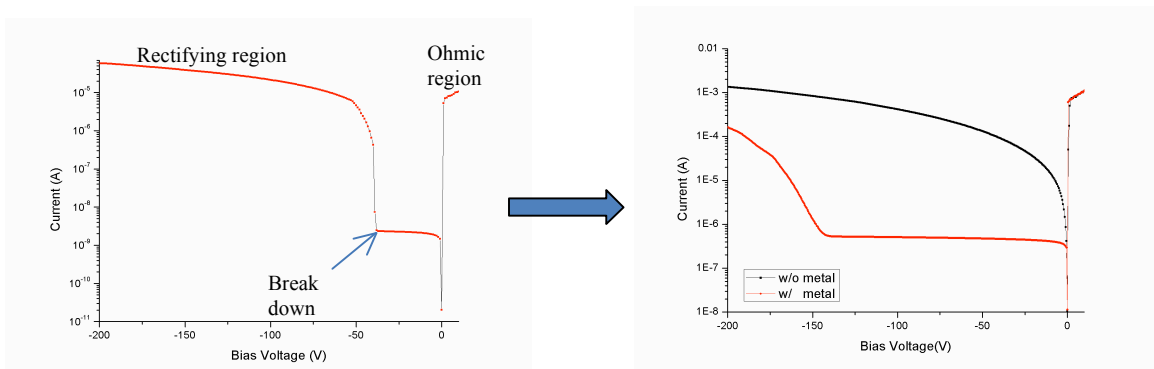 Rectifying region
Ohmic
region
Current (A)
10⁻⁵
10⁻⁶
10⁻⁷
10⁻⁸
10⁻⁹
10⁻¹⁰
10⁻¹¹
Break
down
-200
-150
-100
-50
0
Bias Voltage (V)
0.01
1E-3
1E-4
1E-5
1E-6
1E-7
1E-8
Current (A)
w/o metal
w/ metal
-200
-150
-100
-50
0
Bias Voltage(V)